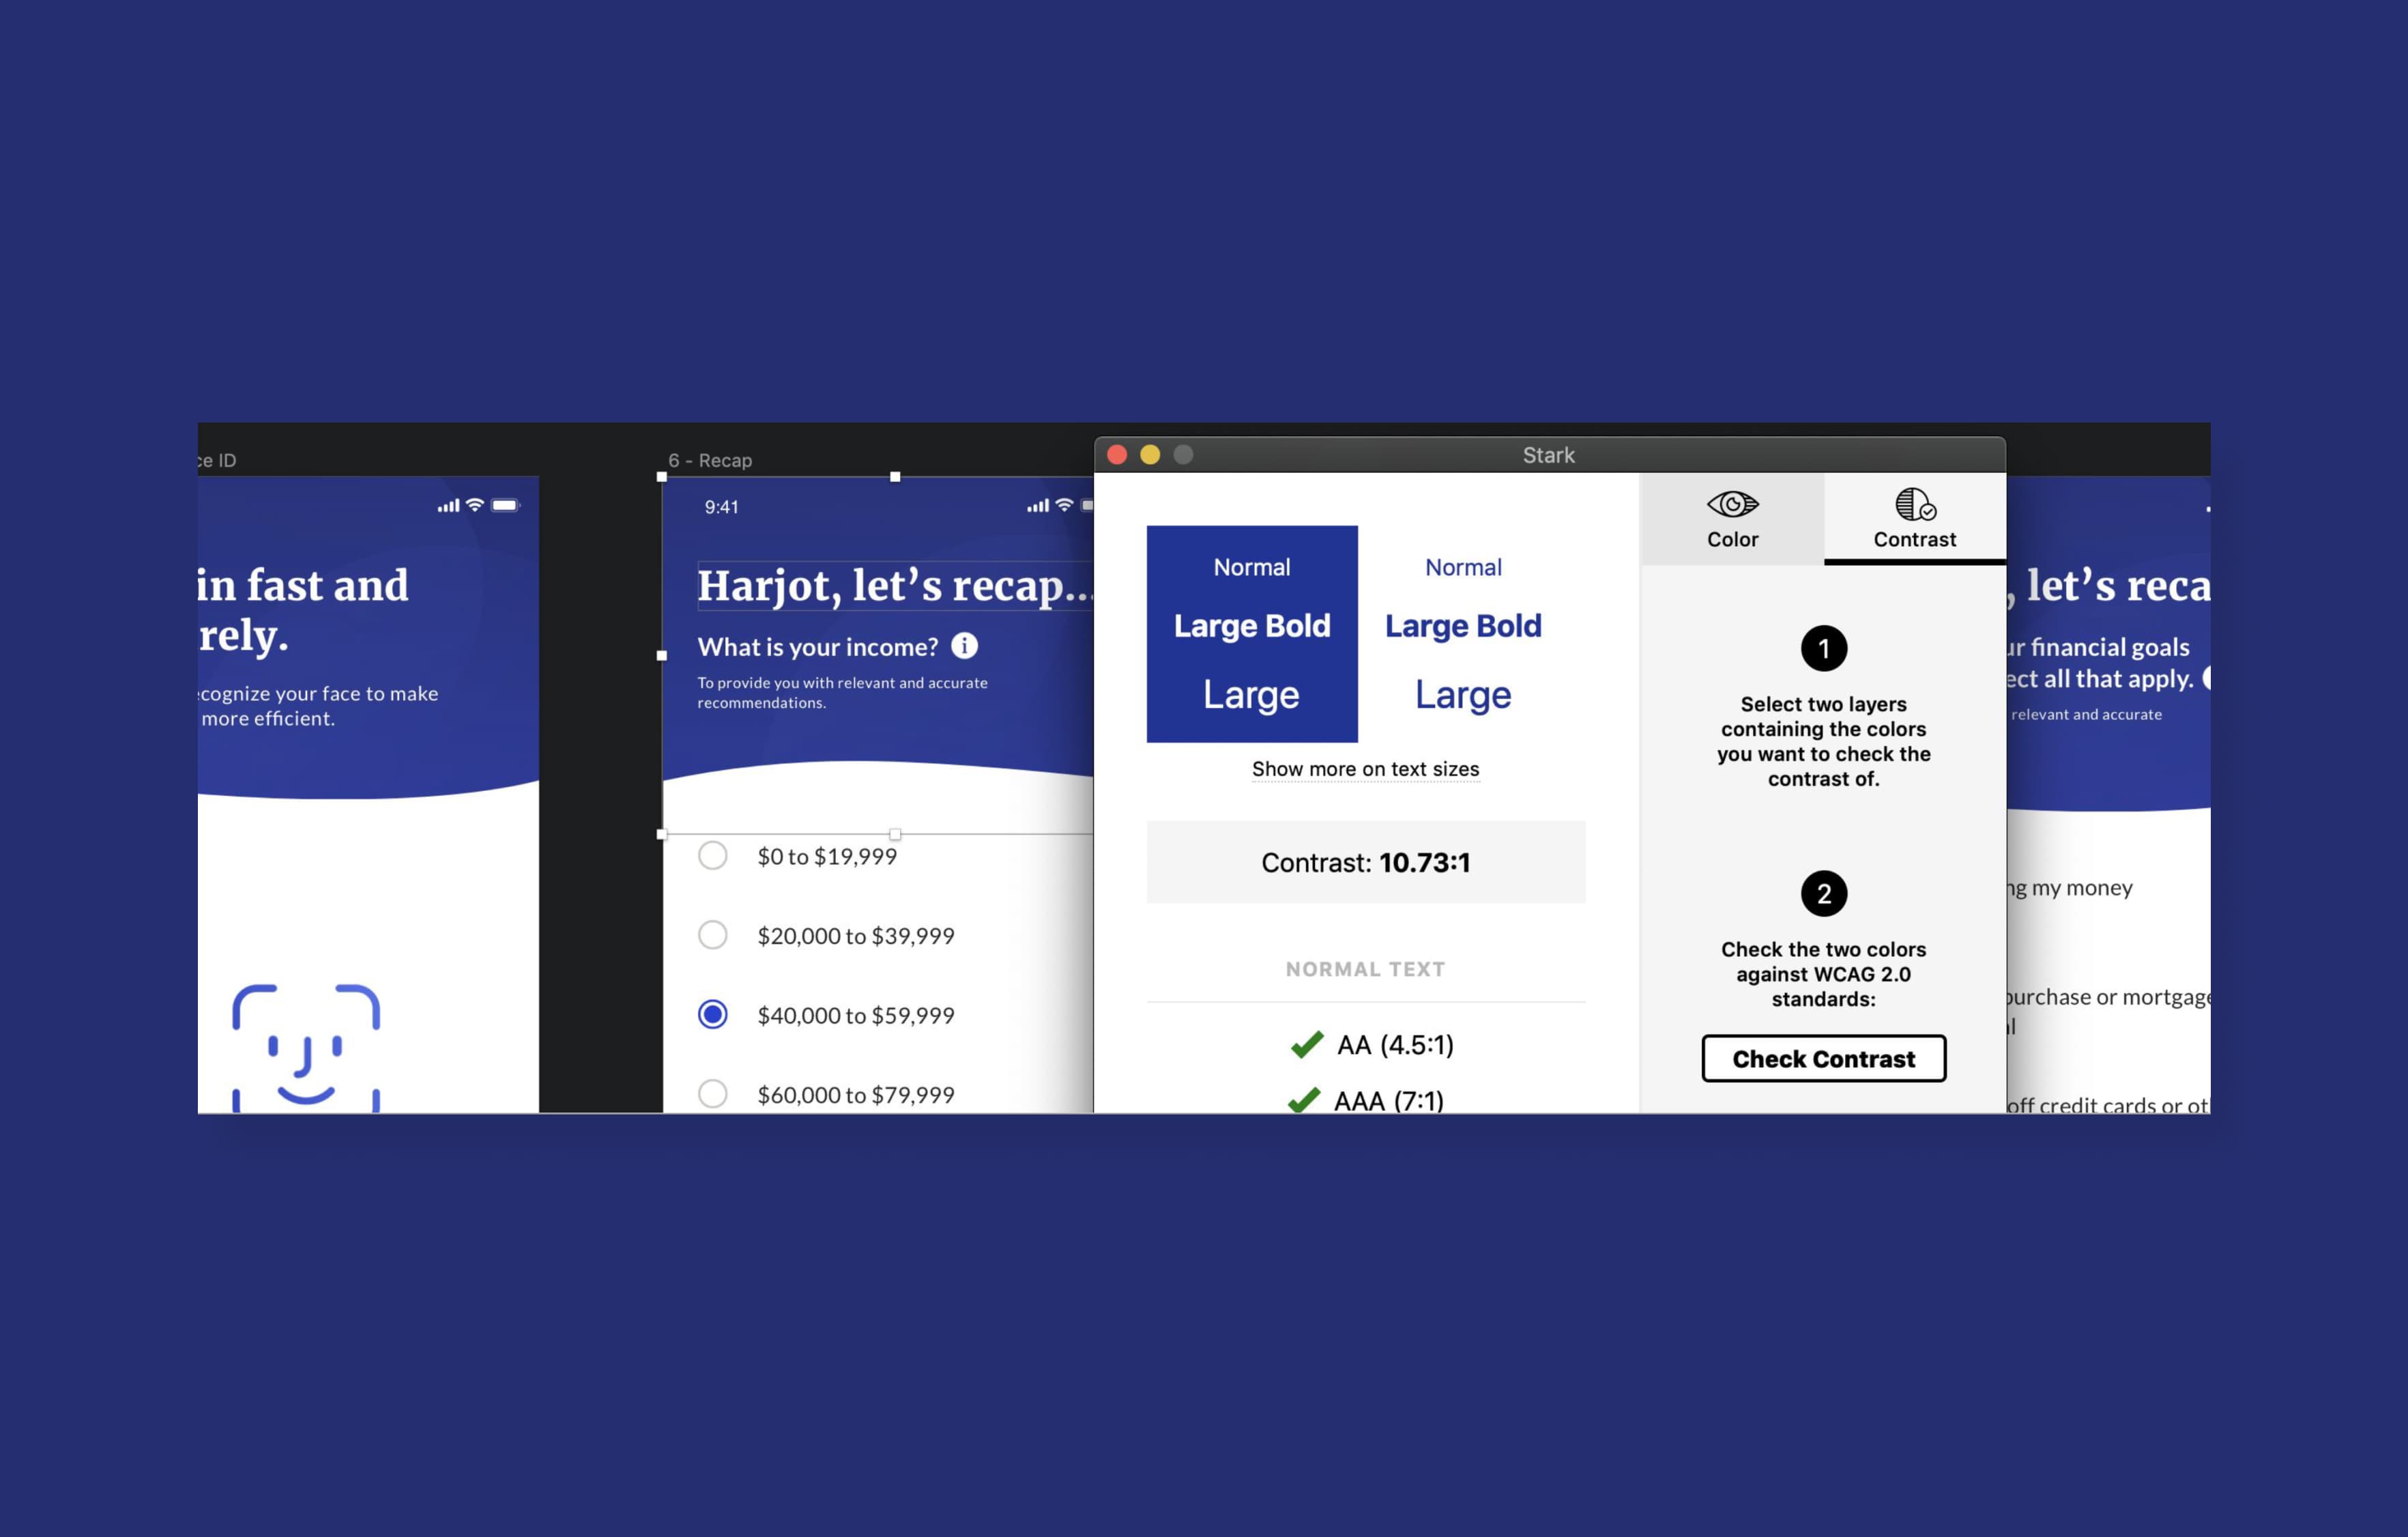 ce ID
in fast and
rely.
cognize your face to make
more efficient.
6 - Recap
9:41
Harjot, let’s recap...
What is your income? i
To provide you with relevant and accurate
recommendations.
$0 to $19,999
$20,000 to $39,999
$40,000 to $59,999
$60,000 to $79,999
Stark
Normal
Large Bold
Large
Normal
Large Bold
Large
Show more on text sizes
Contrast: 10.73:1
NORMAL TEXT
AA (4.5:1)
AAA (7:1)
Color
Contrast
1
Select two layers
containing the colors
you want to check the
contrast of.
2
Check the two colors
against WCAG 2.0
standards:
Check Contrast
, let’s reca
ur financial goals
ect all that apply.
relevant and accurate
ng my money
purchase or mortgage
l
off credit cards or ot